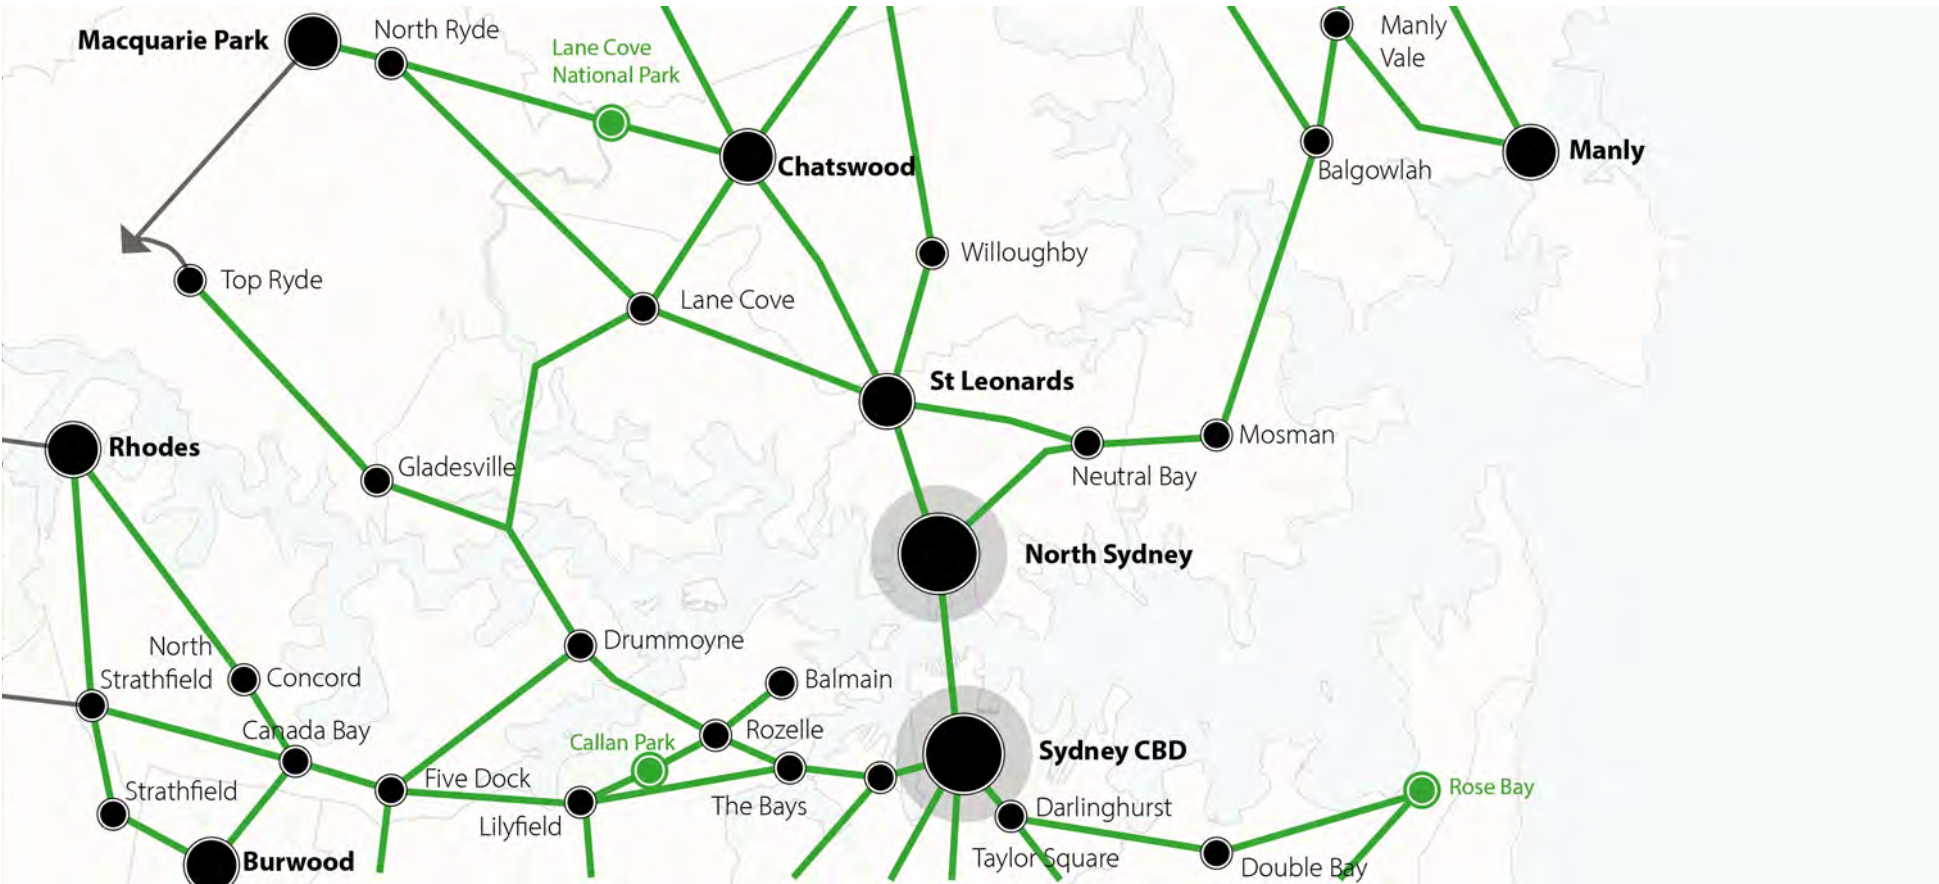 Macquarie Park
North Ryde
Lane Cove
National Park
Manly
Vale
Chatswood
Manly
Balgowlah
Willoughby
Top Ryde
Lane Cove
St Leonards
Rhodes
Gladesville
Mosman
Neutral Bay
North Sydney
North
Strathfield
Concord
Drummoyne
Balmain
Canada Bay
Callan Park
Rozelle
Sydney CBD
Strathfield
Five Dock
Lilyfield
The Bays
Darlinghurst
Rose Bay
Burwood
Taylor Square
Double Bay